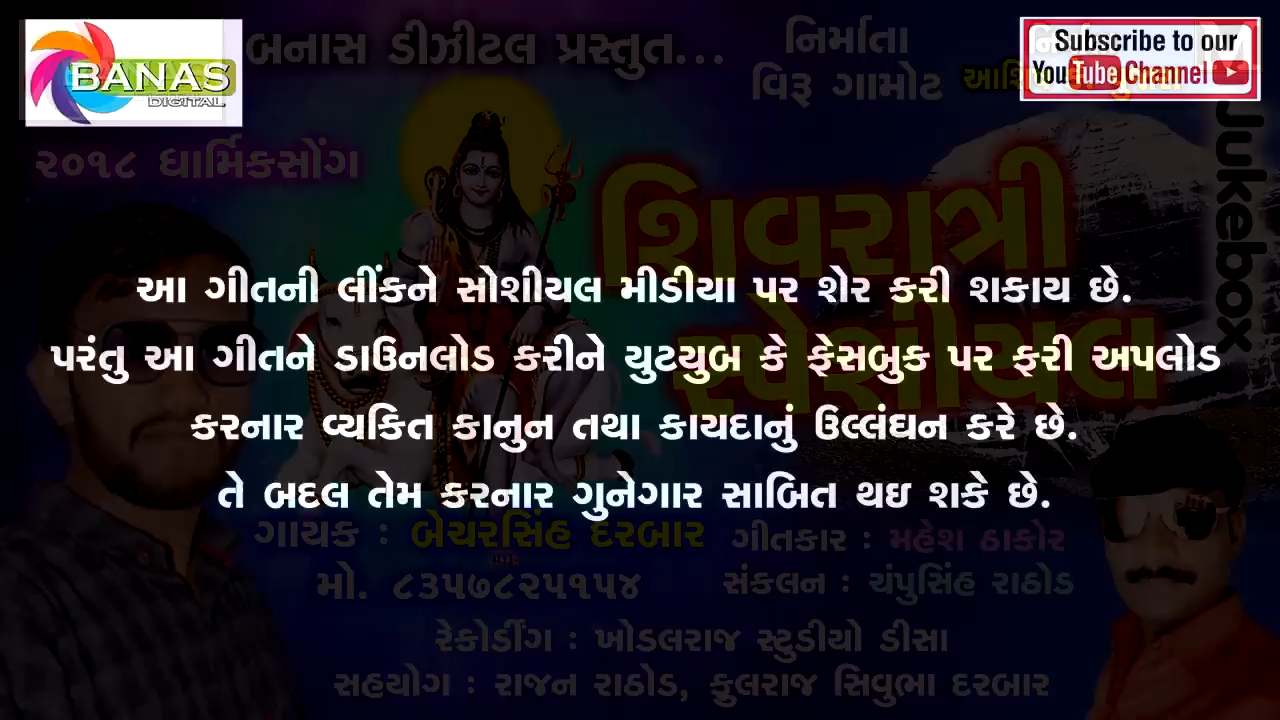 BANAS
DIGITAL
બનાસ ડીઝીટલ પ્રસ્તુત...
નિર્માતા
વિરૂ ગામોટ
Subscribe to our
YouTube Channel
Jukebox
૨૦૧૮ ધાર્મિકસોંગ
શિવરાત્રી
સ્પેશીયલ
આ ગીતની લીંકને સોશીયલ મીડીયા પર શેર કરી શકાય છે.
પરંતુ આ ગીતને ડાઉનલોડ કરીને યુટયુબ કે ફેસબુક પર ફરી અપલોડ
કરનાર વ્યકિત કાનુન તથા કાયદાનું ઉલ્લંઘન કરે છે.
તે બદલ તેમ કરનાર ગુનેગાર સાબિત થઇ શકે છે.
ગાયક : બેચરસિંહ દરબાર
મો. ૮૩૫૭૮૨૫૧૫૪
ગીતકાર : મહેશ ઠાકોર
સંકલન : ચંપુસિંહ રાઠોડ
રેકોર્ડીંગ : ખોડલરાજ સ્ટુડીયો ડીસા
સહયોગ : રાજન રાઠોડ, ફુલરાજ સિવુભા દરબાર